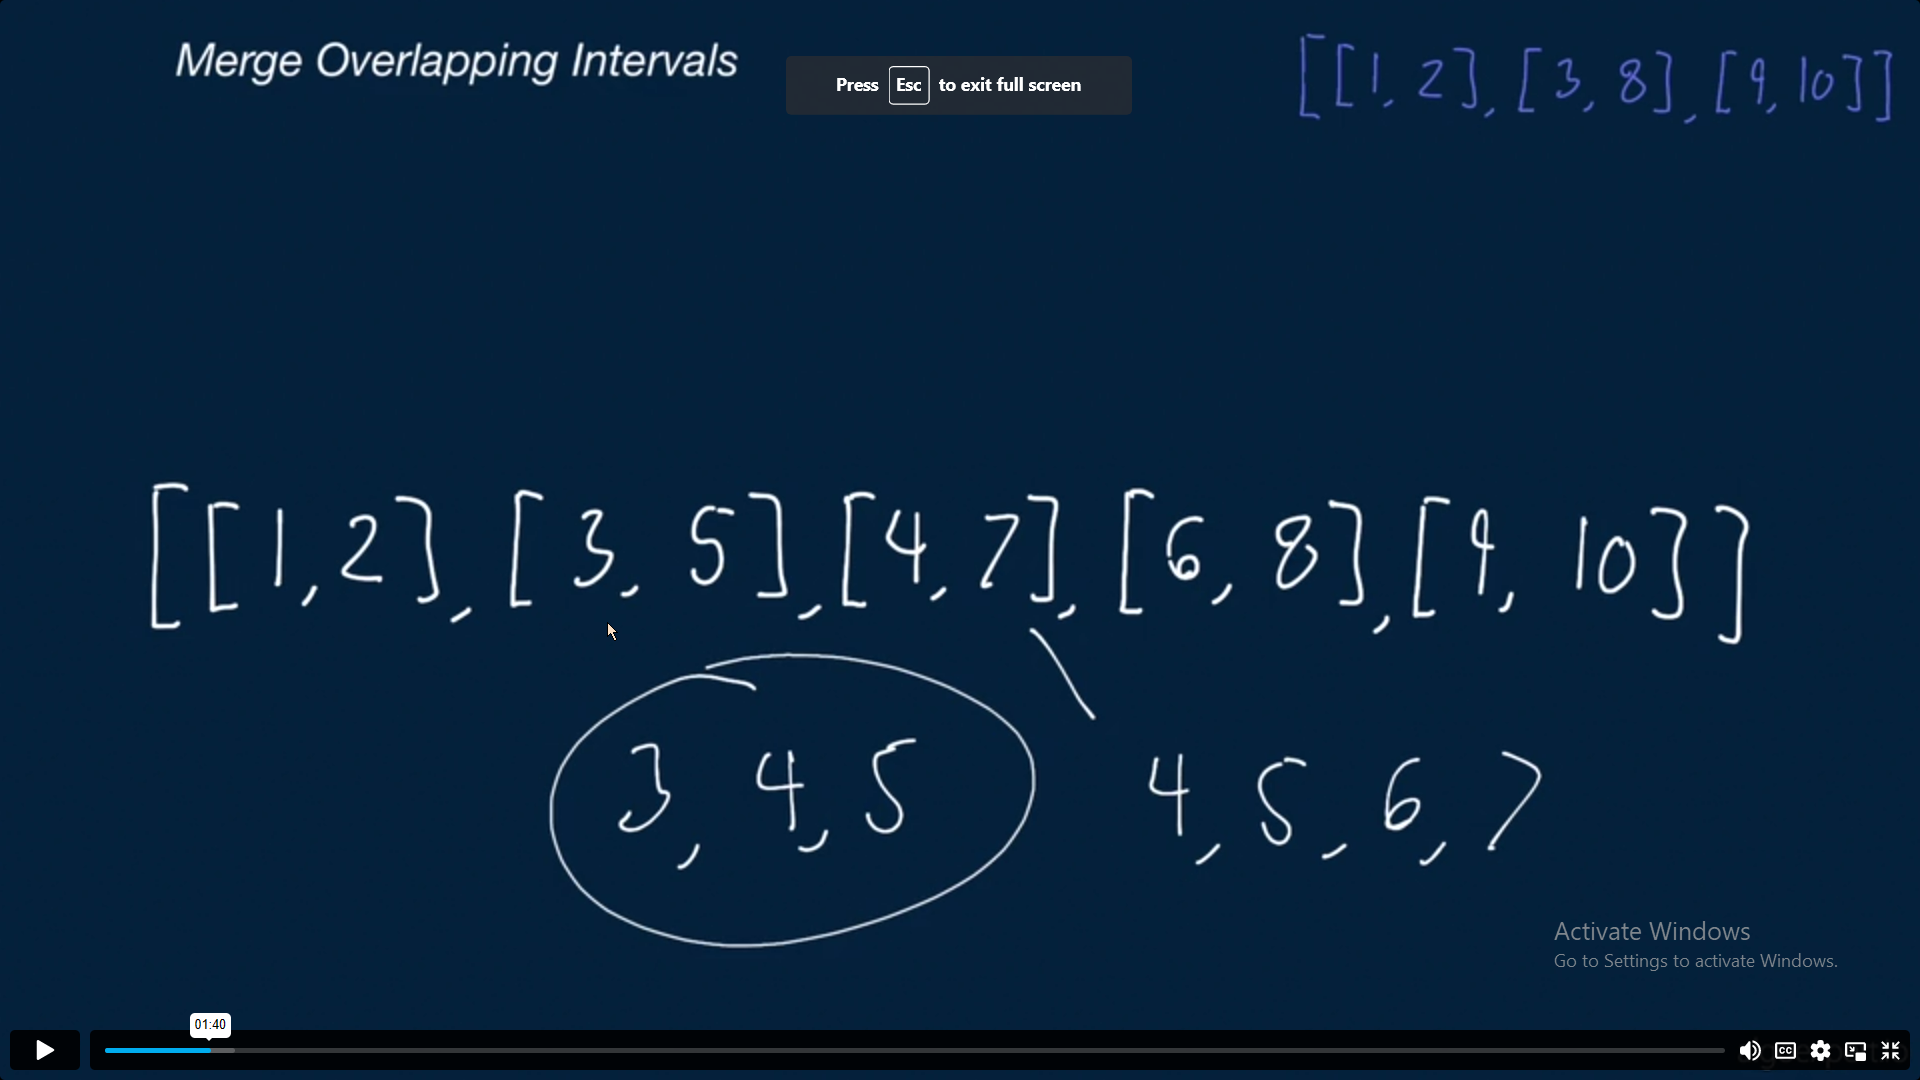 Merge Overlapping Intervals
Press Esc to exit full screen
[[1, 2], [3, 8], [9, 10]]
[[1,2], [3, 5], [4,7], [6, 8], [9, 10]]
3, 4, 5
4, 5, 6, 7
Activate Windows
Go to Settings to activate Windows.
01:40
CC